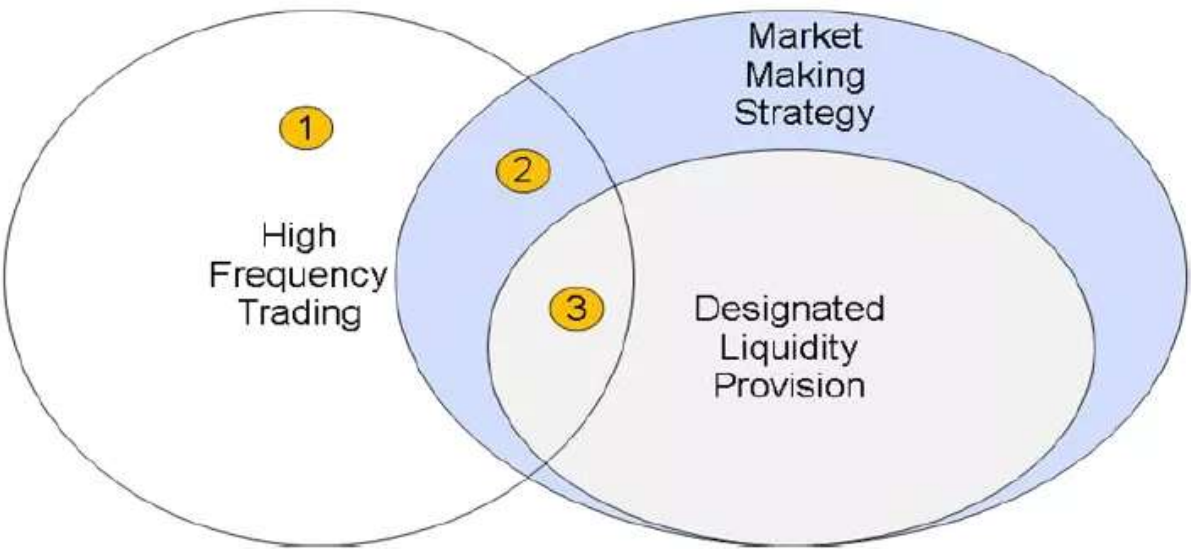 Market
Making
Strategy
1
2
High
Frequency
Trading
3
Designated
Liquidity
Provision